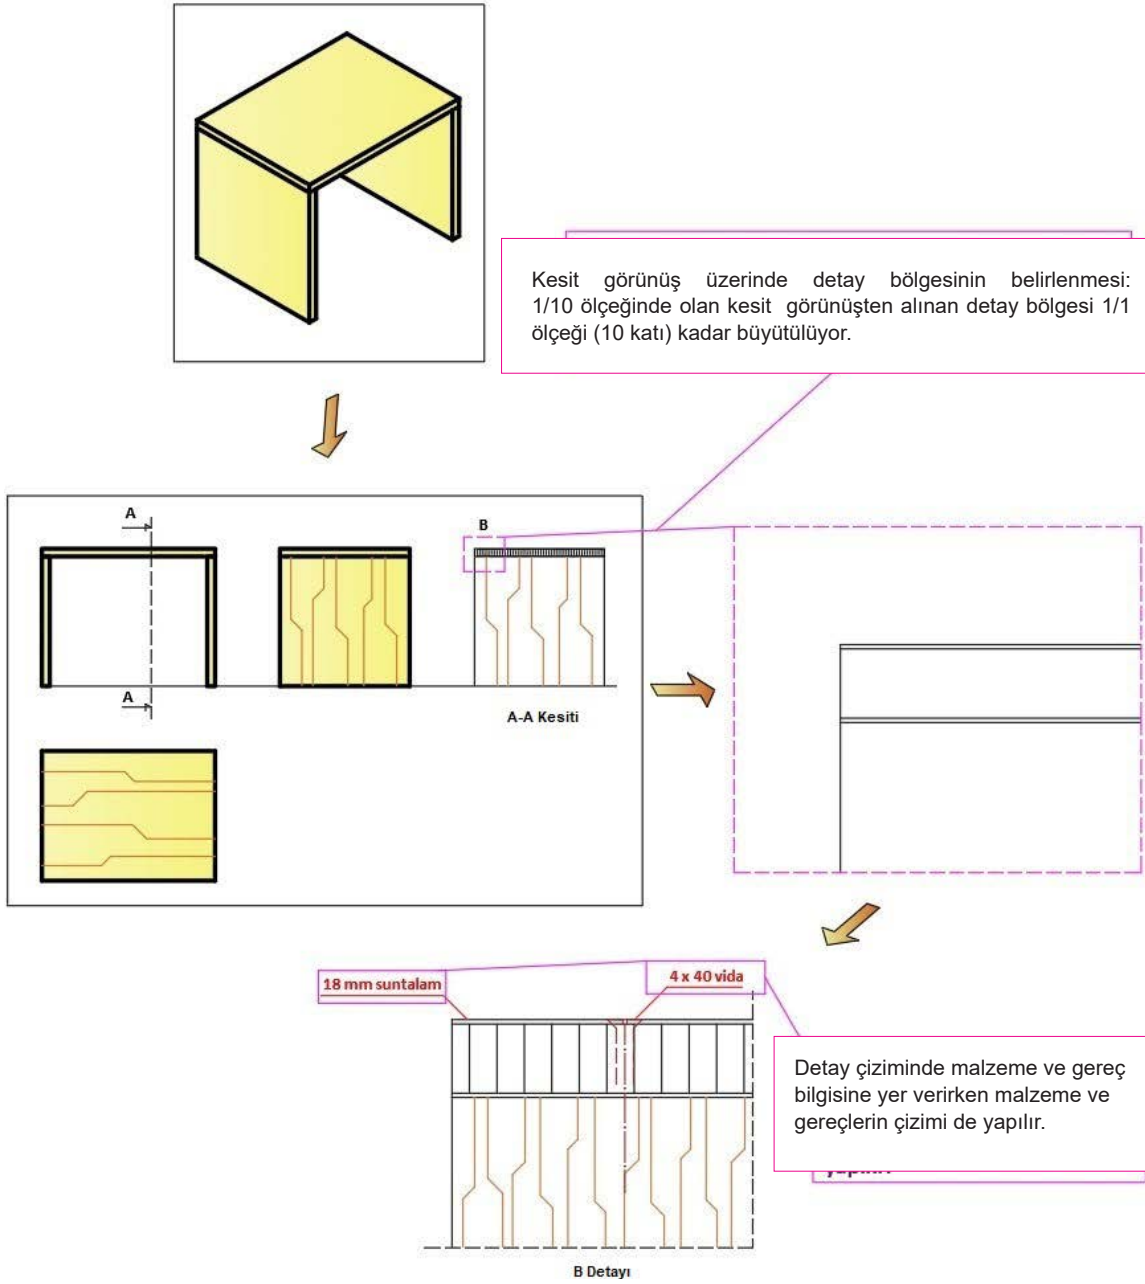 Kesit görünüş üzerinde detay bölgesinin belirlenmesi:
1/10 ölçeğinde olan kesit görünüşten alınan detay bölgesi 1/1
ölçeği (10 katı) kadar büyütülüyor.
A
B
A
A-A Kesiti
18 mm suntalam
4 x 40 vida
Detay çiziminde malzeme ve gereç
bilgisine yer verirken malzeme ve
gereçlerin çizimi de yapılır.
B Detayı